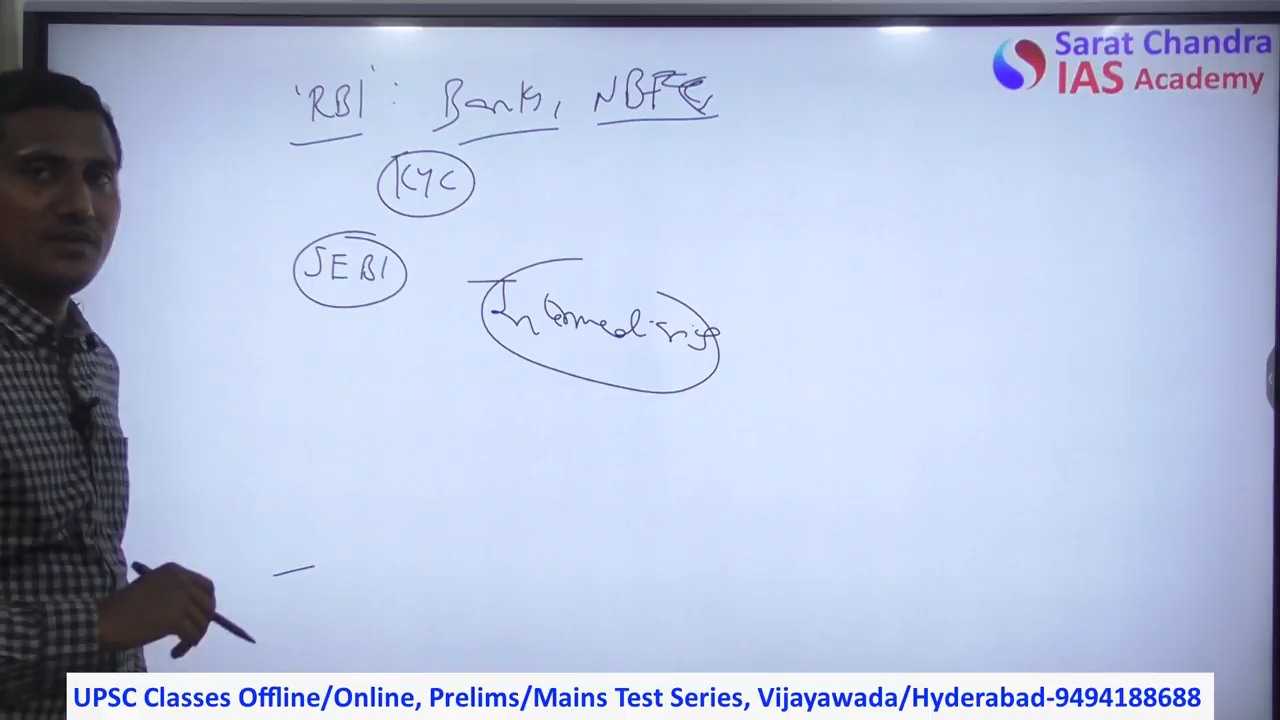 Sarat Chandra
IAS Academy
'RBI': Banks, NBFC
KYC
SEBI
Intermediaries
UPSC Classes Offline/Online, Prelims/Mains Test Series, Vijayawada/Hyderabad-9494188688